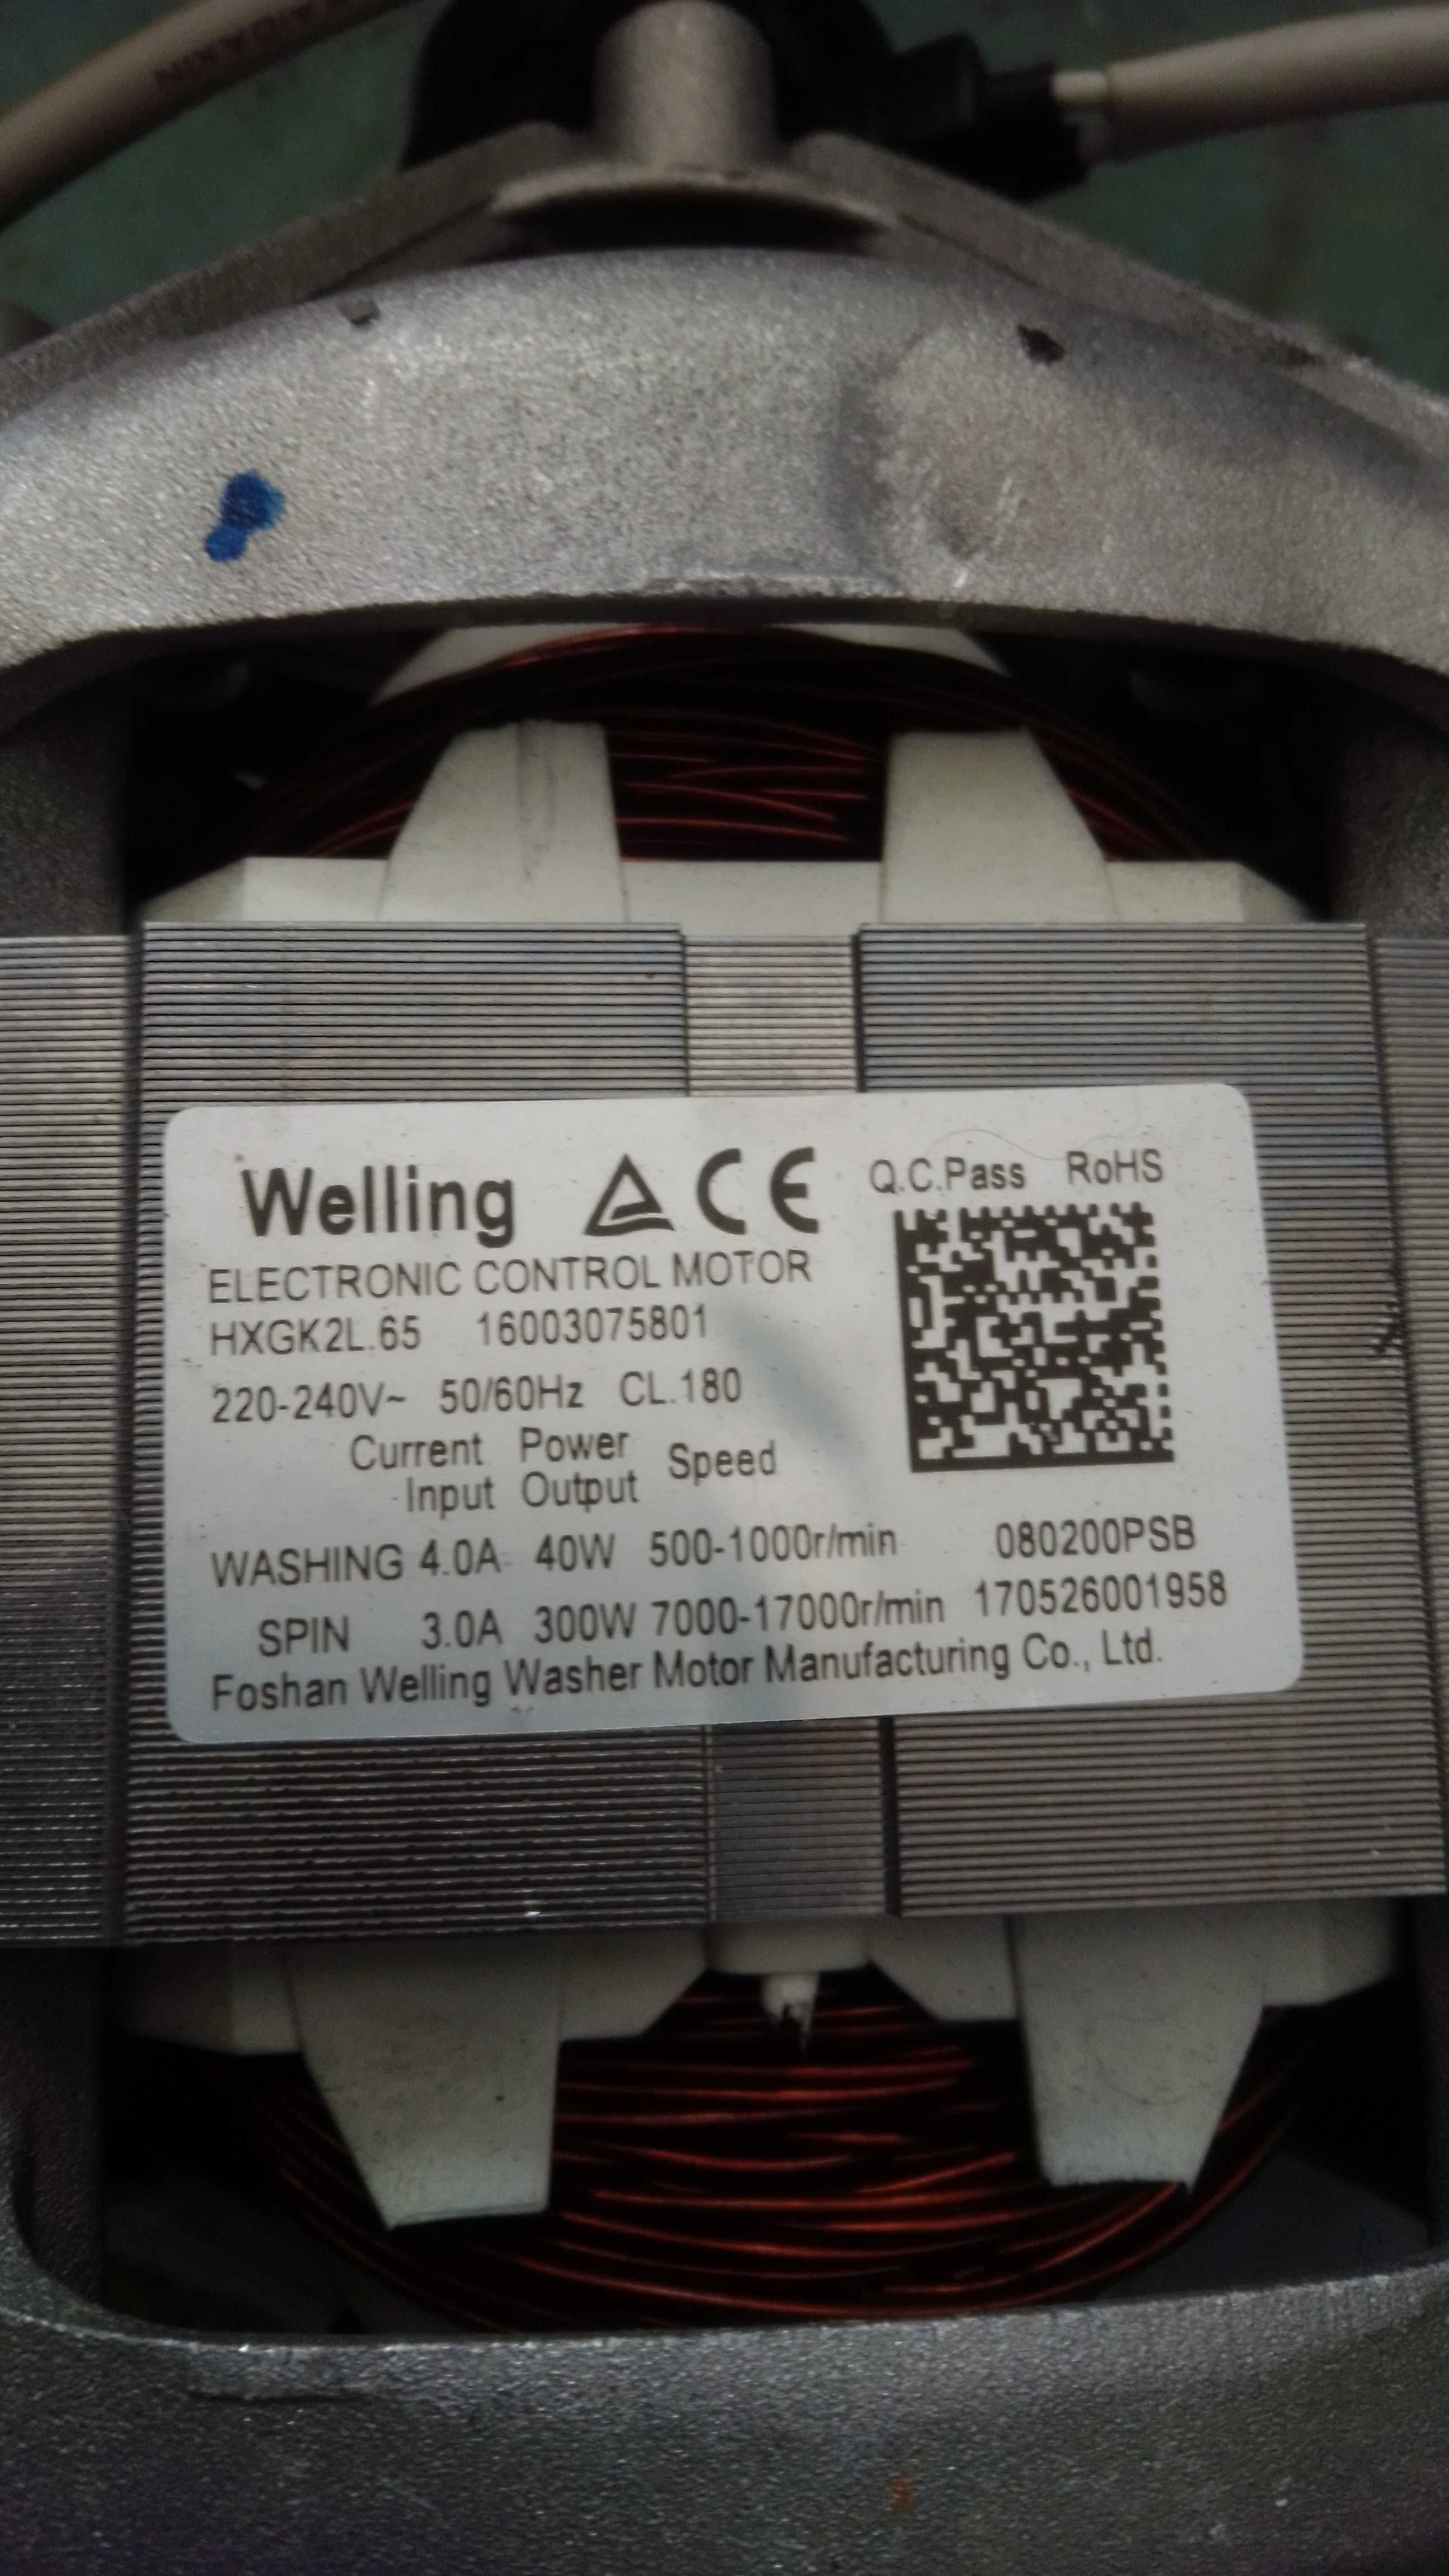 Welling CE Q.C.Pass RoHS
ELECTRONIC CONTROL MOTOR
HXGK2L.65 16003075801
220-240V~ 50/60Hz CL.180
Current Power Speed
Input Output
WASHING 4.0A 40W 500-1000r/min 080200PSB
SPIN 3.0A 300W 7000-17000r/min 170526001958
Foshan Welling Washer Motor Manufacturing Co., Ltd.